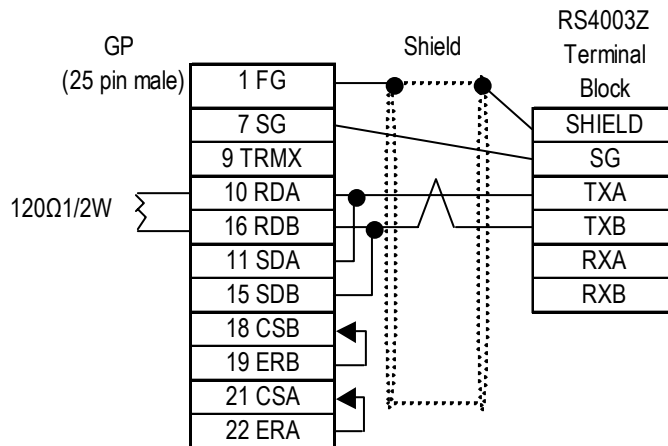 GP
(25 pin male)
Shield
RS4003Z
Terminal
Block
1 FG
7 SG
9 TRMX
10 RDA
16 RDB
11 SDA
15 SDB
18 CSB
19 ERB
21 CSA
22 ERA
120Ω1/2W
SHIELD
SG
TXA
TXB
RXA
RXB